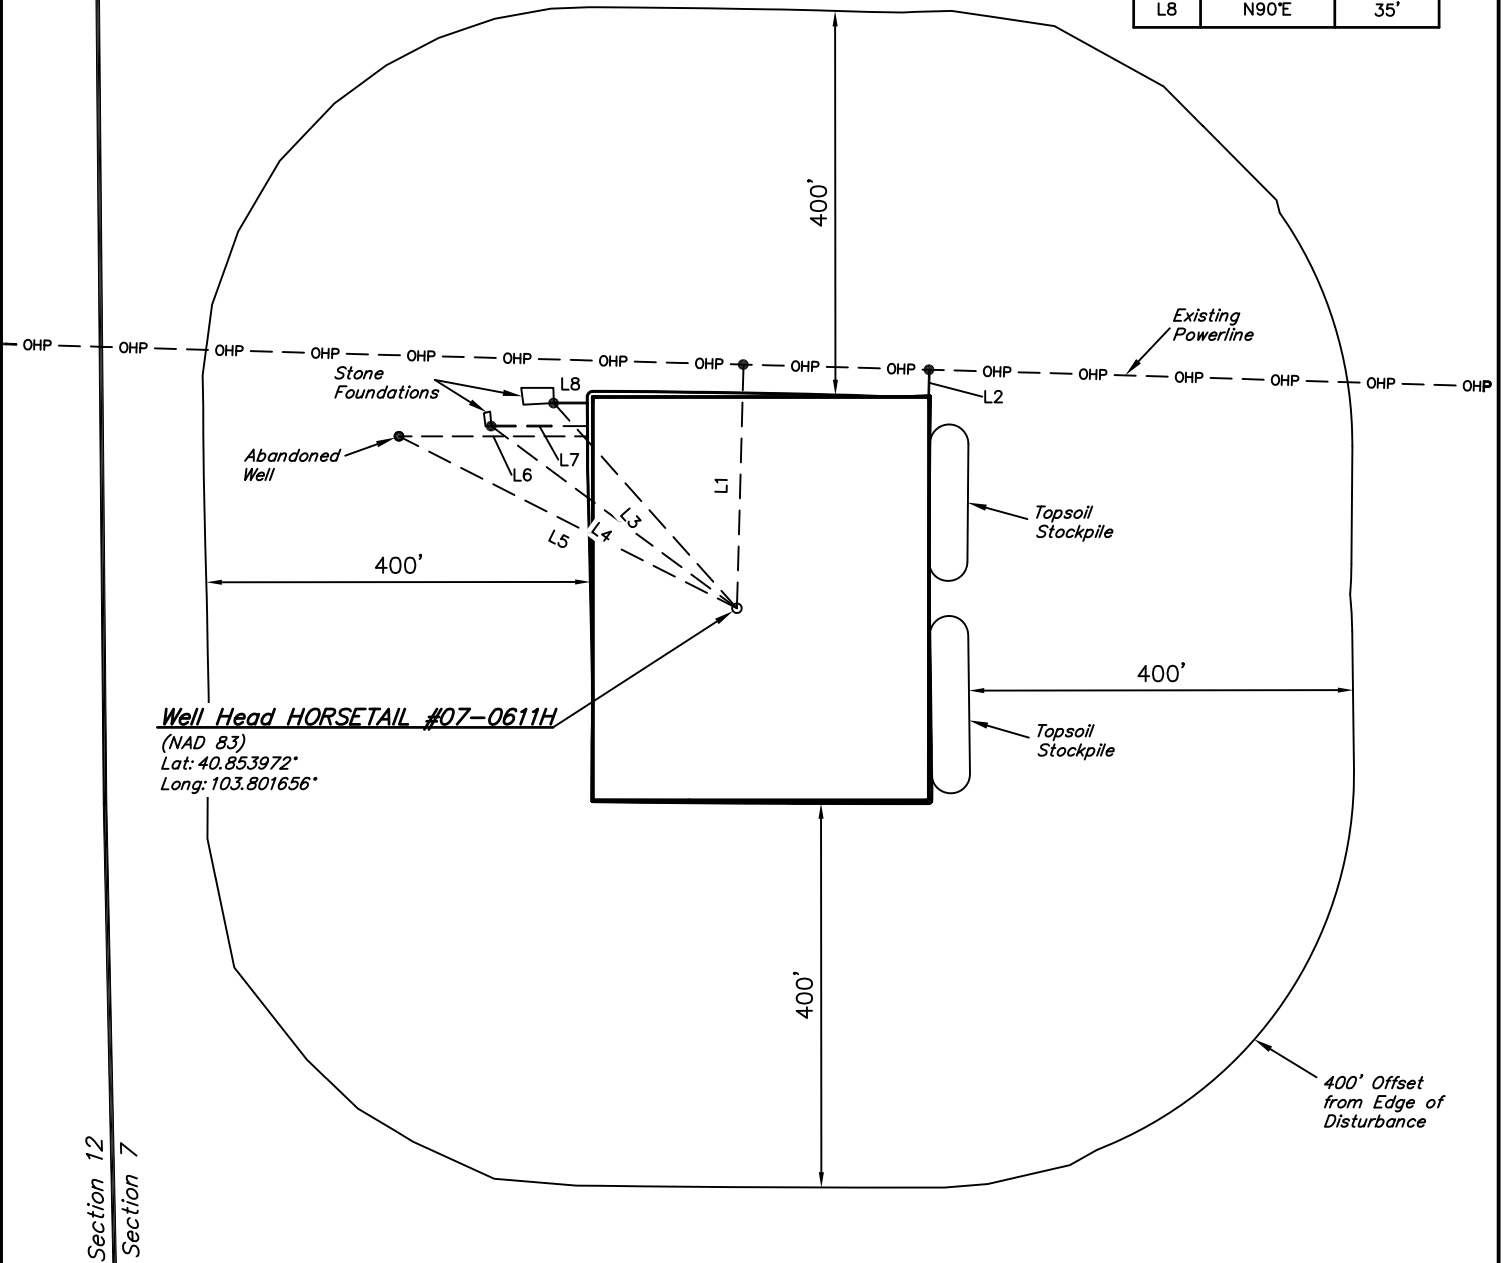 L8 N90°E 35'
400'
Existing
Powerline
OHP OHP OHP OHP OHP OHP OHP OHP OHP OHP OHP OHP OHP OHP OHP OHP
Stone
Foundations
L8
L2
Abandoned
Well
L6
L7
L1
L3
L4
L5
Topsoil
Stockpile
400'
400'
Well Head HORSETAIL #07-0611H
(NAD 83)
Lat: 40.853972°
Long: 103.801656°
Topsoil
Stockpile
400'
400' Offset
from Edge of
Disturbance
Section 12
Section 7